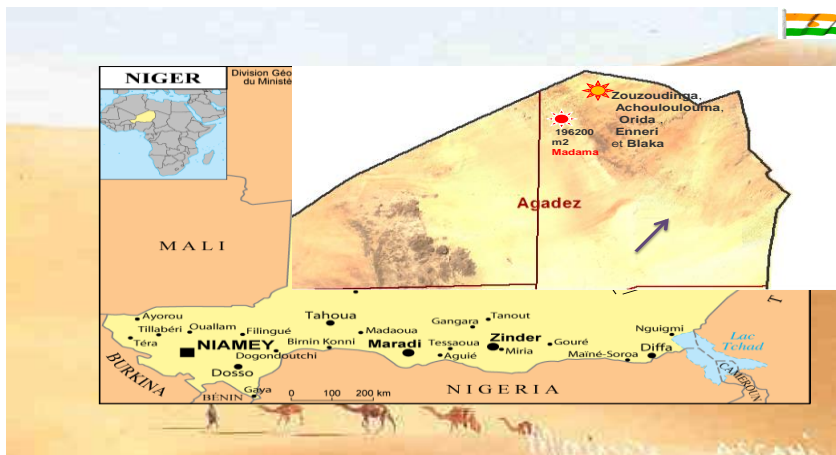 NIGER
Division Géo
du Ministè
Zouzoudinga,
Achouloulouma,
Orida ,
Enneri
et Blaka
196200
m2
Madama
Agadez
MALI
T
Ayorou
Tillabéri
Ouallam
Filingué
Téra
NIAMEY
Dogondoutchi
Dosso
Gaya
Tahoua
Birnin Konni
Madaoua
Maradi
Gangara
Tanout
Tessaoua
Aguié
Zinder
Miria
Gouré
Maïné-Soroa
Nguigmi
Diffa
Lac
Tchad
BURKINA
BÉNIN
0 100 200 km
NIGERIA
CAMEROUN